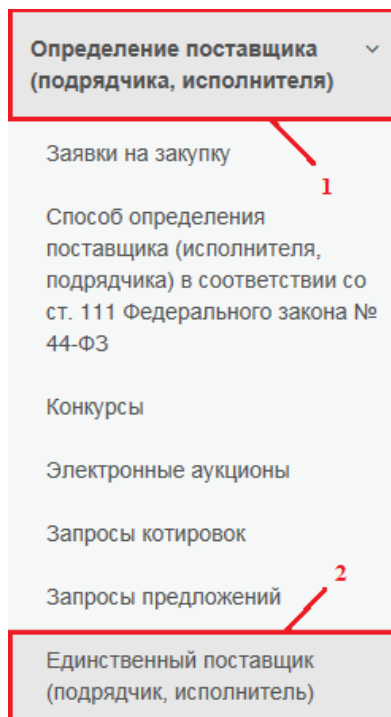 Определение поставщика
(подрядчика, исполнителя)
1
Заявки на закупку
Способ определения
поставщика (исполнителя,
подрядчика) в соответствии со
ст. 111 Федерального закона №
44-ФЗ
Конкурсы
Электронные аукционы
Запросы котировок
2
Запросы предложений
Единственный поставщик
(подрядчик, исполнитель)